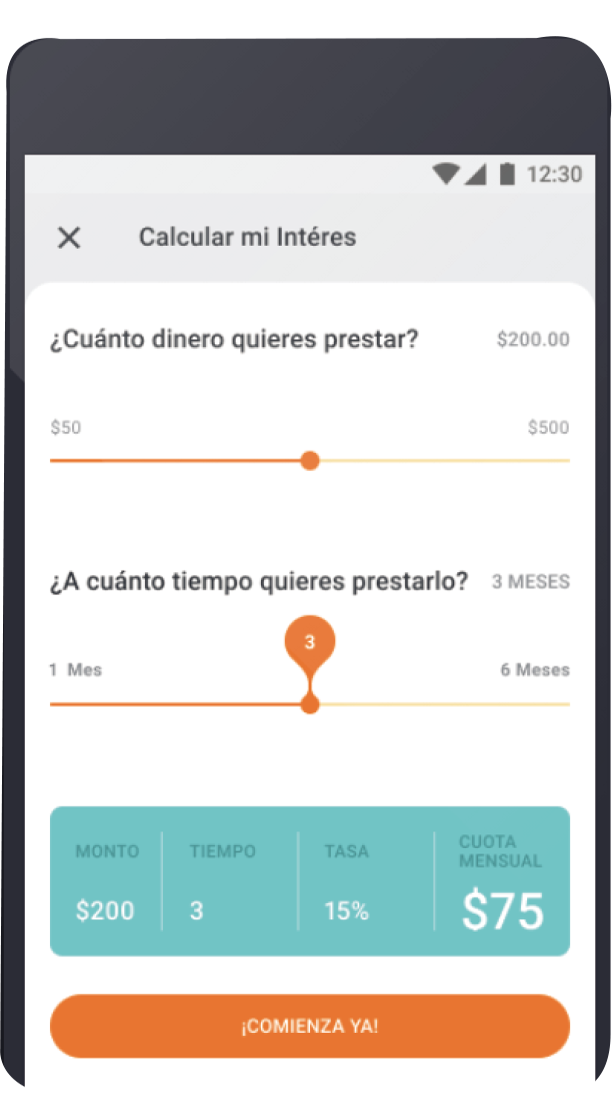 12:30
Calcular mi Intéres
¿Cuánto dinero quieres prestar? $200.00
$50 $500
¿A cuánto tiempo quieres prestarlo? 3 MESES
3
1 Mes 6 Meses
MONTO TIEMPO TASA CUOTA
MENSUAL
$200 3 15% $75
¡COMIENZA YA!